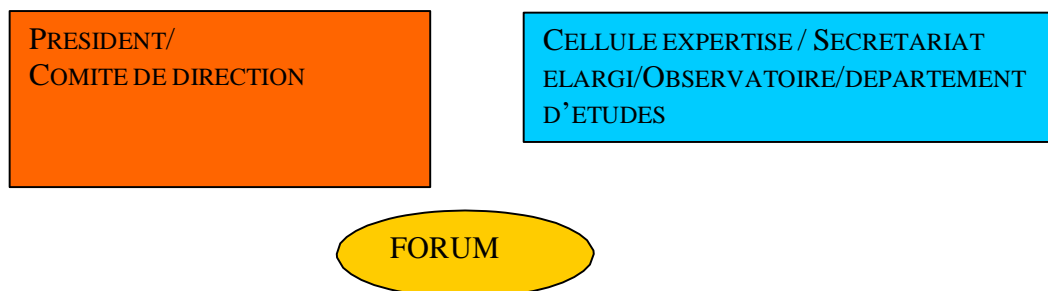 PRESIDENT/
COMITE DE DIRECTION
CELLULE EXPERTISE / SECRETARIAT
ELARGI/OBSERVATOIRE/DEPARTEMENT
D’ETUDES
FORUM